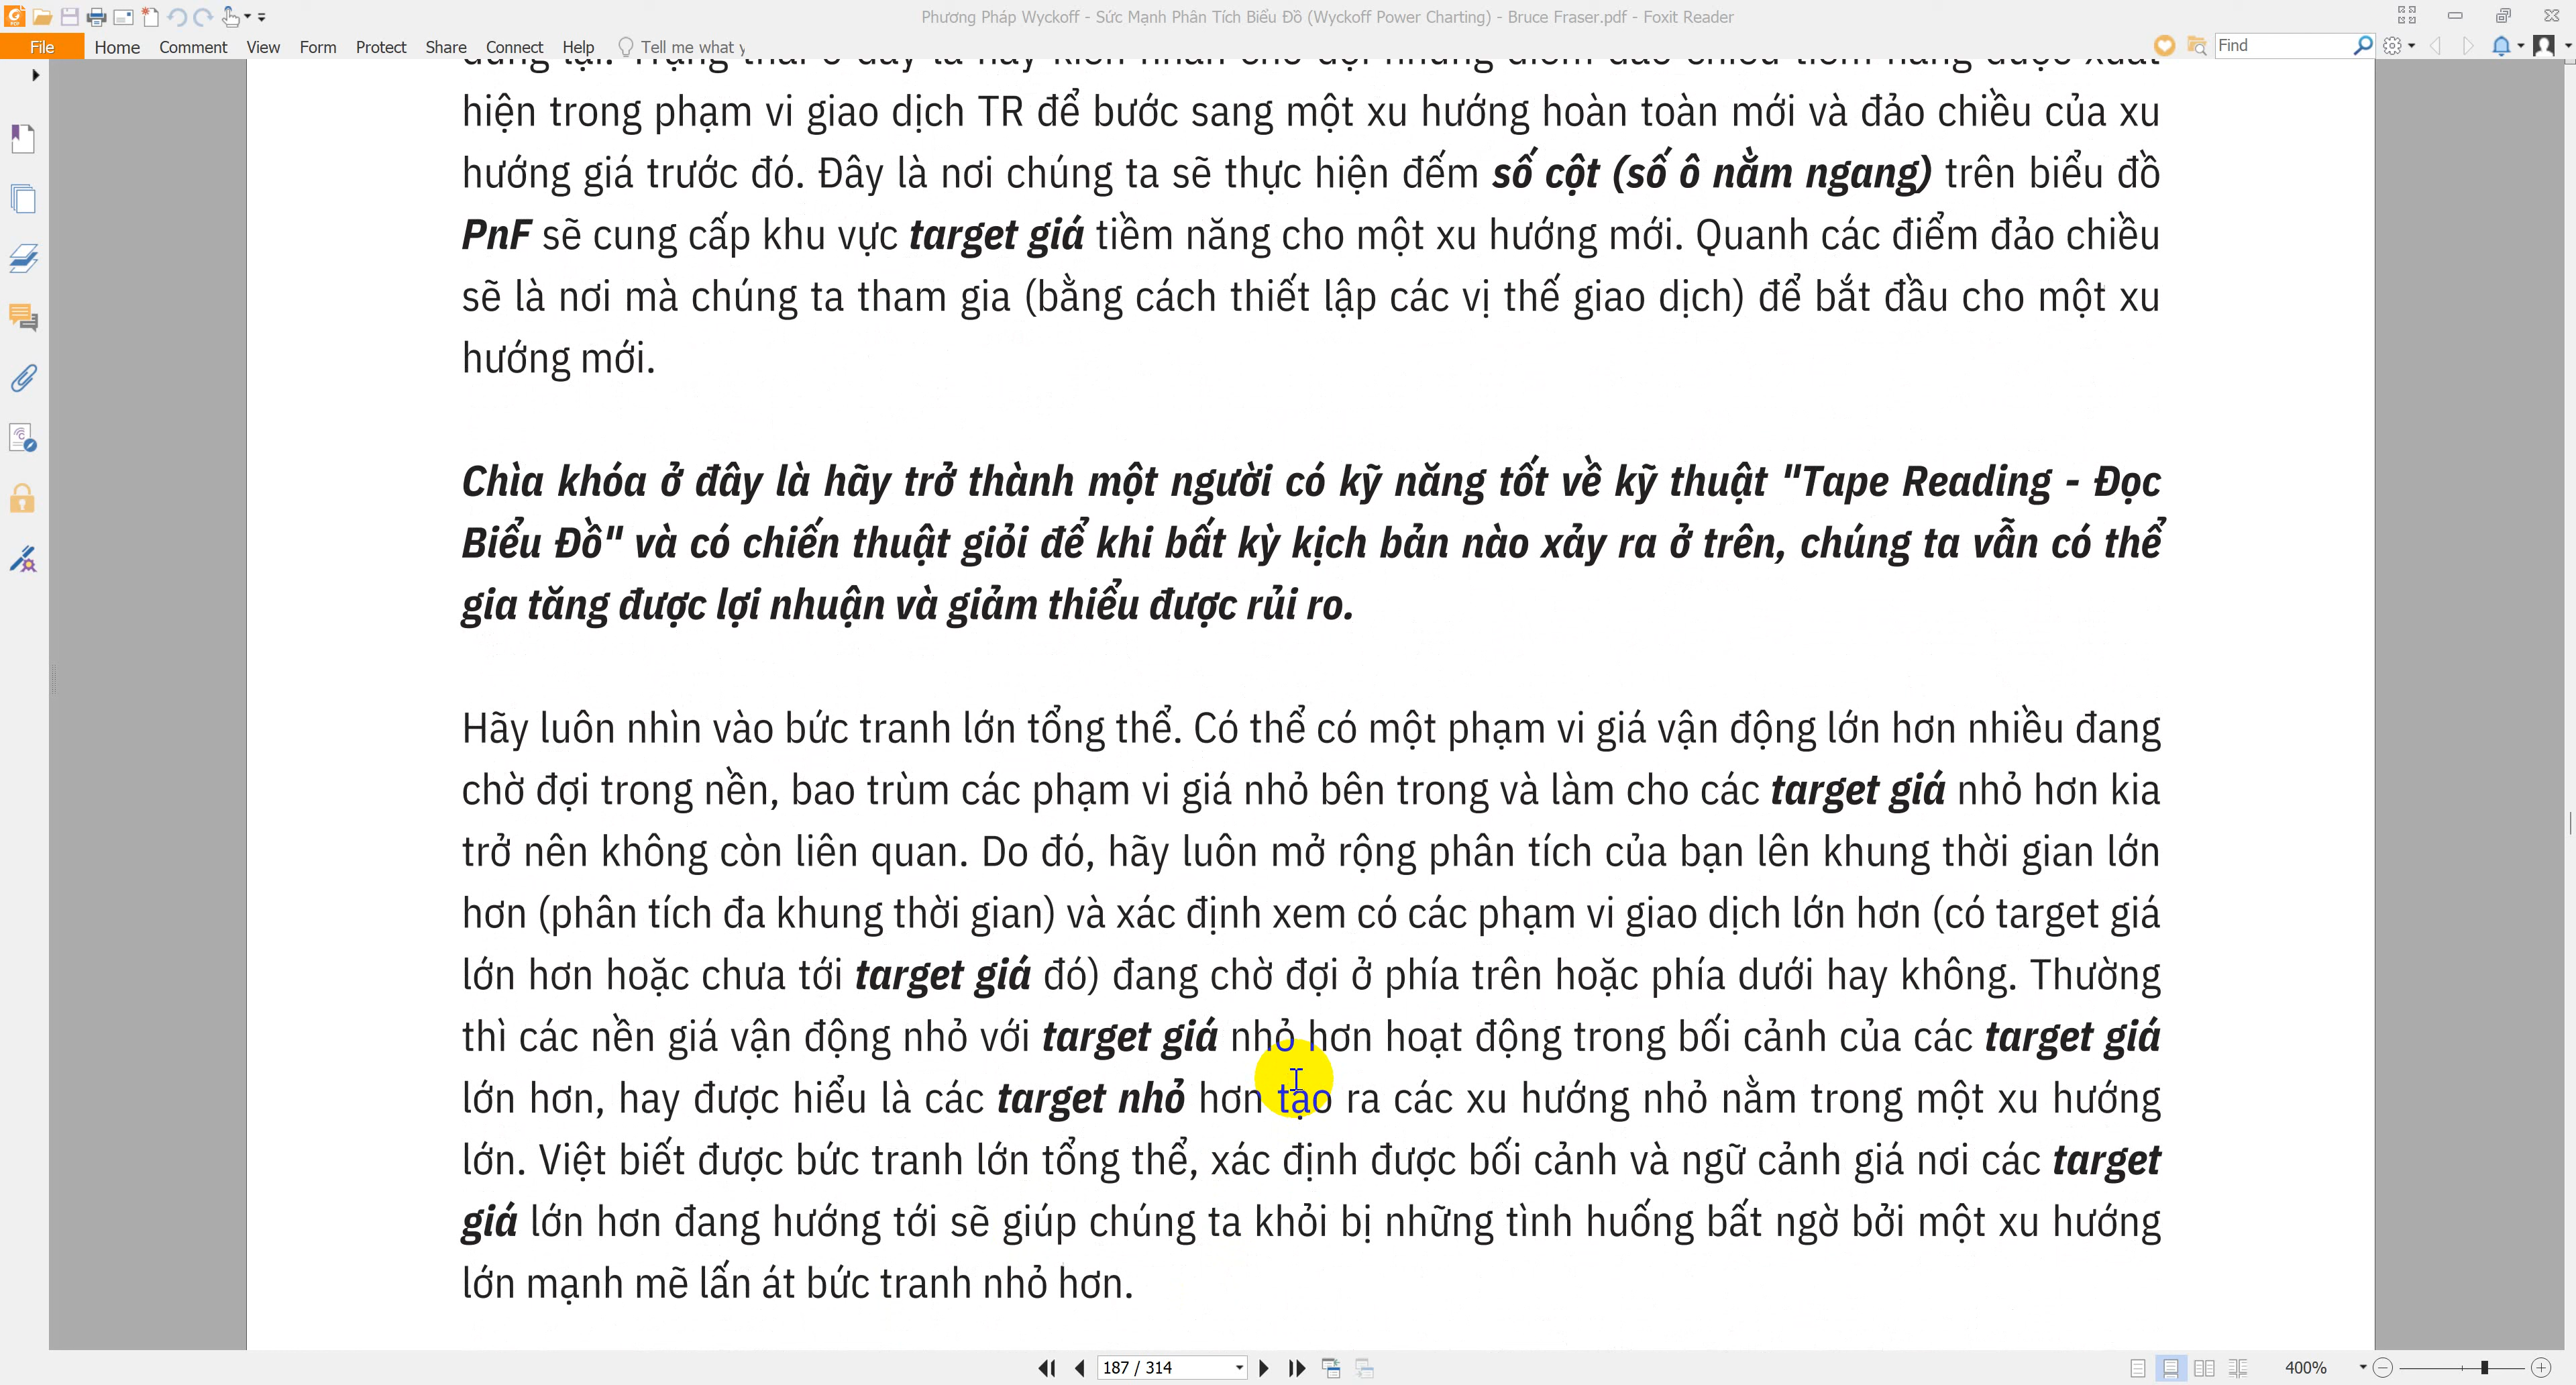 Phương Pháp Wyckoff - Sức Mạnh Phân Tích Biểu Đồ (Wyckoff Power Charting) - Bruce Fraser.pdf - Foxit Reader
File Home Comment View Form Protect Share Connect Help Tell me what Find
hiện trong phạm vi giao dịch TR để bước sang một xu hướng hoàn toàn mới và đảo chiều của xu
hướng giá trước đó. Đây là nơi chúng ta sẽ thực hiện đếm số cột (số ô nằm ngang) trên biểu đồ
PnF sẽ cung cấp khu vực target giá tiềm năng cho một xu hướng mới. Quanh các điểm đảo chiều
sẽ là nơi mà chúng ta tham gia (bằng cách thiết lập các vị thế giao dịch) để bắt đầu cho một xu
hướng mới.
Chìa khóa ở đây là hãy trở thành một người có kỹ năng tốt về kỹ thuật "Tape Reading - Đọc
Biểu Đồ" và có chiến thuật giỏi để khi bất kỳ kịch bản nào xảy ra ở trên, chúng ta vẫn có thể
gia tăng được lợi nhuận và giảm thiểu được rủi ro.
Hãy luôn nhìn vào bức tranh lớn tổng thể. Có thể có một phạm vi giá vận động lớn hơn nhiều đang
chờ đợi trong nền, bao trùm các phạm vi giá nhỏ bên trong và làm cho các target giá nhỏ hơn kia
trở nên không còn liên quan. Do đó, hãy luôn mở rộng phân tích của bạn lên khung thời gian lớn
hơn (phân tích đa khung thời gian) và xác định xem có các phạm vi giao dịch lớn hơn (có target giá
lớn hơn hoặc chưa tới target giá đó) đang chờ đợi ở phía trên hoặc phía dưới hay không. Thường
thì các nền giá vận động nhỏ với target giá nhỏ hơn hoạt động trong bối cảnh của các target giá
lớn hơn, hay được hiểu là các target nhỏ hơn tạo ra các xu hướng nhỏ nằm trong một xu hướng
lớn. Việt biết được bức tranh lớn tổng thể, xác định được bối cảnh và ngữ cảnh giá nơi các target
giá lớn hơn đang hướng tới sẽ giúp chúng ta khỏi bị những tình huống bất ngờ bởi một xu hướng
lớn mạnh mẽ lấn át bức tranh nhỏ hơn.
187 / 314 400%